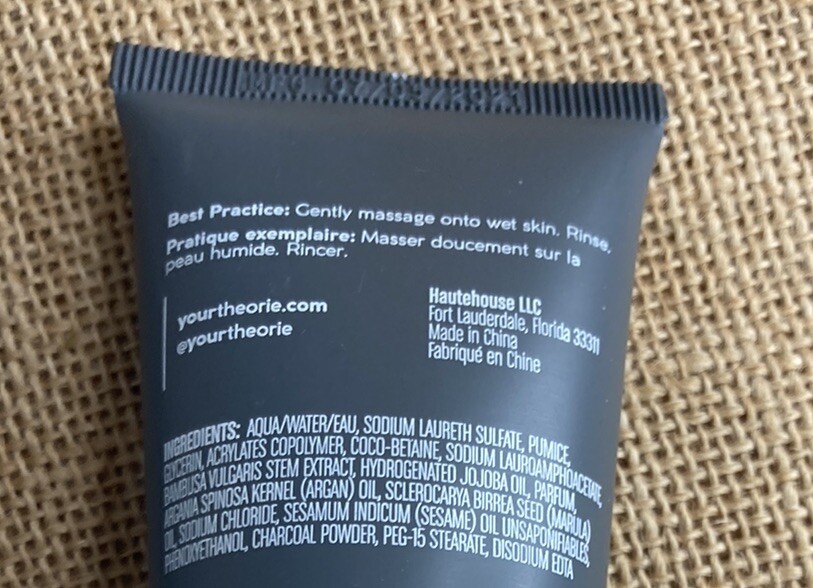 Best Practice: Gently massage onto wet skin. Rinse.
Pratique exemplaire: Masser doucement sur la
peau humide. Rincer.
yourtheorie.com
@yourtheorie
Hautehouse LLC
Fort Lauderdale, Florida 33311
Made in China
Fabriqué en Chine
INGREDIENTS: AQUA/WATER/EAU, SODIUM LAURETH SULFATE, PUMICE,
GLYCERIN, ACRYLATES COPOLYMER, COCO-BETAINE, SODIUM LAUROAMPHOACETATE,
BAMBUSA VULGARIS STEM EXTRACT, HYDROGENATED JOJOBA OIL, PARFUM,
ARGANIA SPINOSA KERNEL (ARGAN) OIL, SCLEROCARYA BIRREA SEED (MARULA)
OIL, SODIUM CHLORIDE, SESAMUM INDICUM (SESAME) OIL UNSAPONIFIABLES,
PHENOXYETHANOL, CHARCOAL POWDER, PEG-15 STEARATE, DISODIUM EDTA